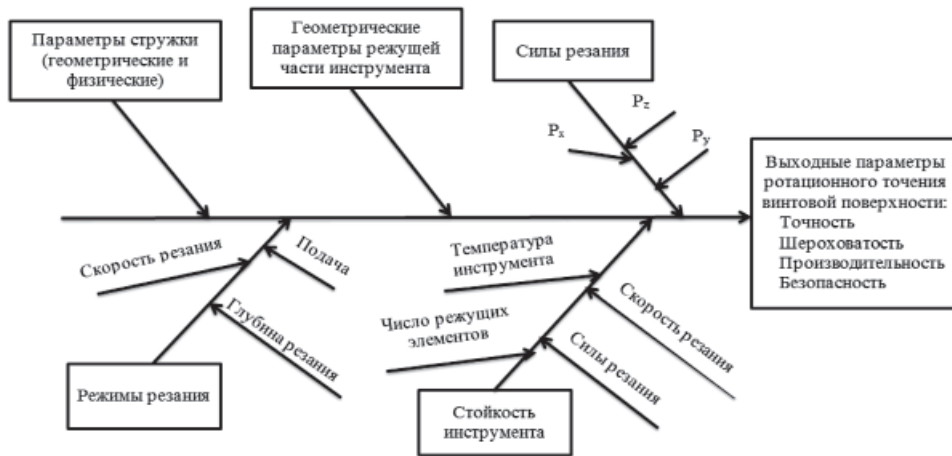 Параметры стружки
(геометрические и
физические)
Геометрические
параметры режущей
части инструмента
Силы резания
Pz
Px
Py
Выходные параметры
ротационного точения
винтовой поверхности:
Точность
Шероховатость
Производительность
Безопасность
Скорость резания
Подача
Глубина резания
Режимы резания
Температура
инструмента
Число режущих
элементов
Скорость резания
Силы резания
Стойкость
инструмента